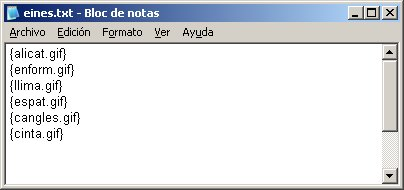 eines.txt - Bloc de notas
Archivo Edición Formato Ver Ayuda
{alicat.gif}
{enform.gif}
{llima.gif}
{espat.gif}
{cangles.gif}
{cinta.gif}